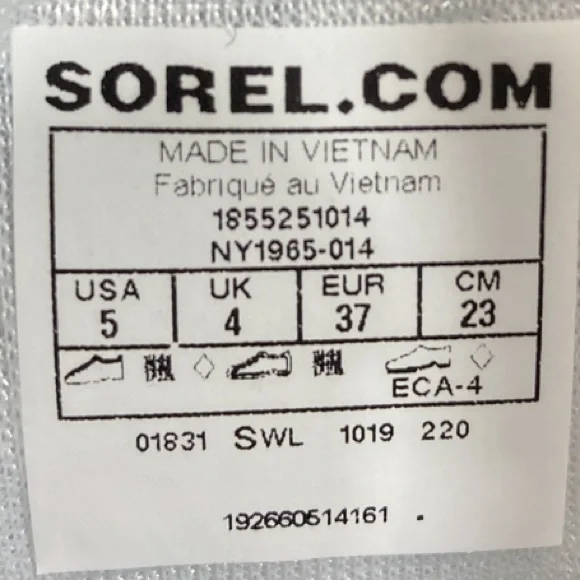 SOREL.COM
MADE IN VIETNAM
Fabriqué au Vietnam
1855251014
NY1965-014
USA UK EUR CM
5 4 37 23
ECA-4
01831 SWL 1019 220
192660514161 .